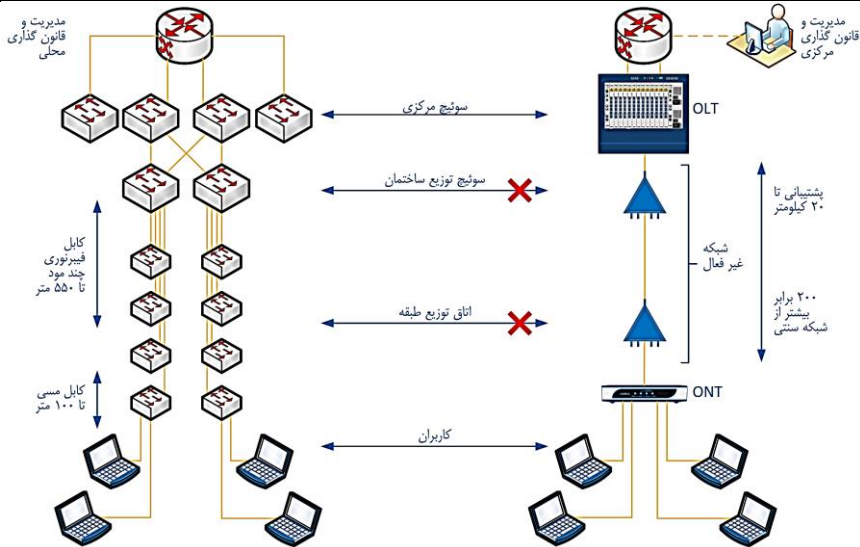 مدیریت و
قانون گذاری
محلی
مدیریت و
قانون گذاری
مرکزی
سوئیچ مرکزی
OLT
سوئیچ توزیع ساختمان
پشتیبانی تا
۲۰ کیلومتر
کابل
فیبرنوری
چند مود
تا ۵۵۰ متر
شبکه
غیر فعال
اتاق توزیع طبقه
۲۰۰ برابر
بیشتر از
شبکه سنتی
کابل مسی
تا ۱۰۰ متر
ONT
کاربران